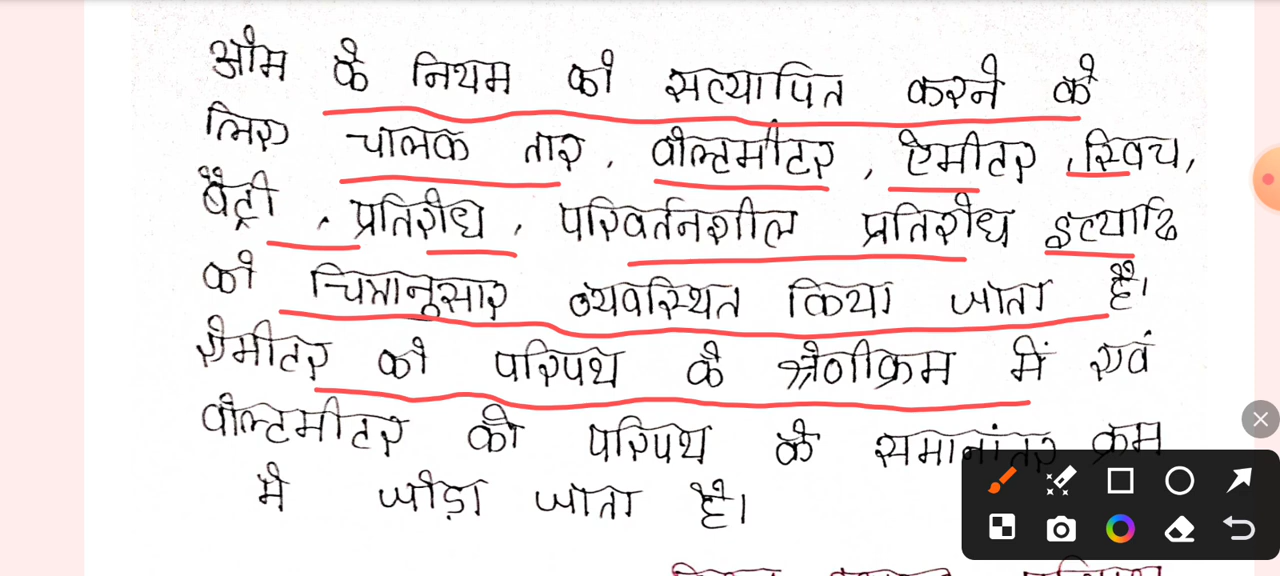 ओम के नियम को सत्यापित करने के
लिए चालक तार, वोल्टमीटर, ऐमीटर, स्विच,
बैट्री, प्रतिरोध, परिवर्तनशील प्रतिरोध इत्यादि
को चित्रानुसार व्यवस्थित किया जाता है।
ऐमीटर को परिपथ के श्रेणीक्रम में एवं
वोल्टमीटर को परिपथ के समानांतर क्रम
मे जोड़ा जाता है।